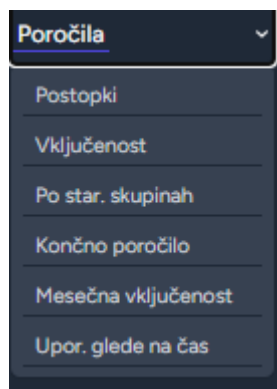 Poročila
Postopki
Vključenost
Po star. skupinah
Končno poročilo
Mesečna vključenost
Upor. glede na čas